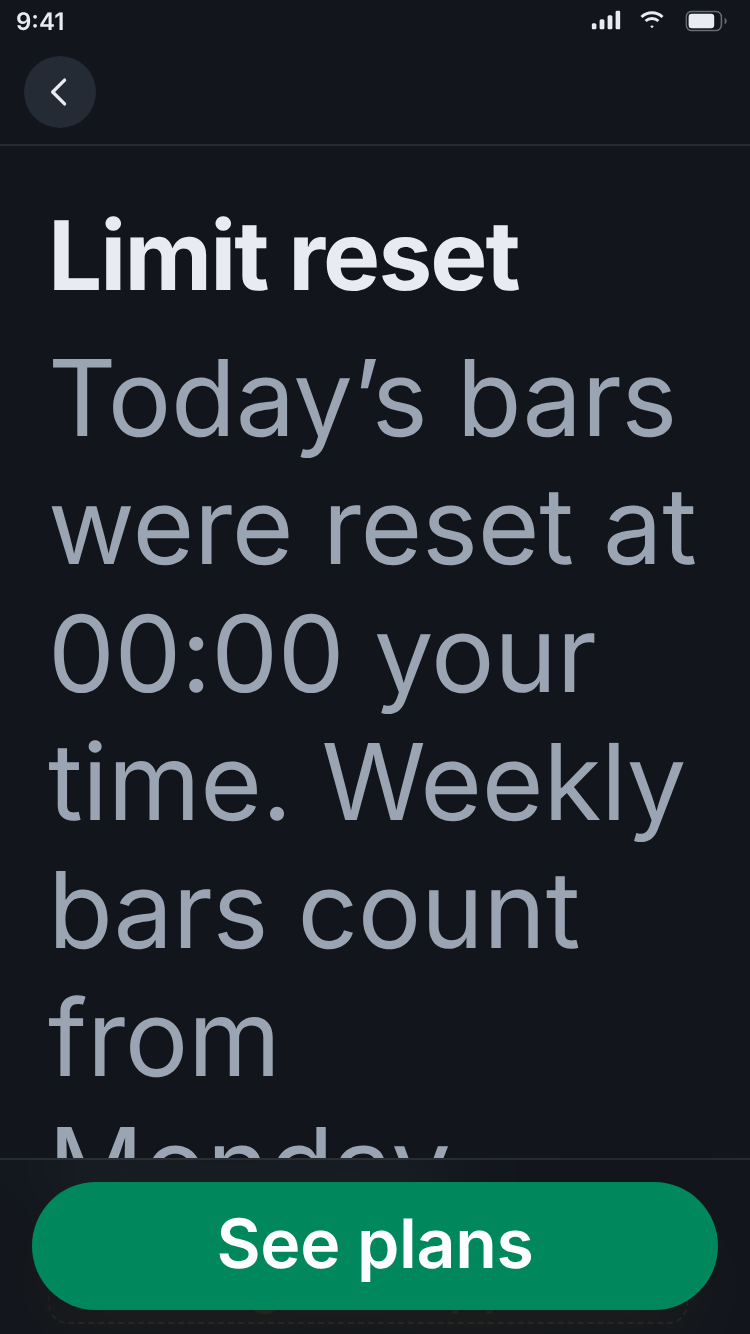 9:41
Limit reset
Today’s bars
were reset at
00:00 your
time. Weekly
bars count
from
Monday
See plans